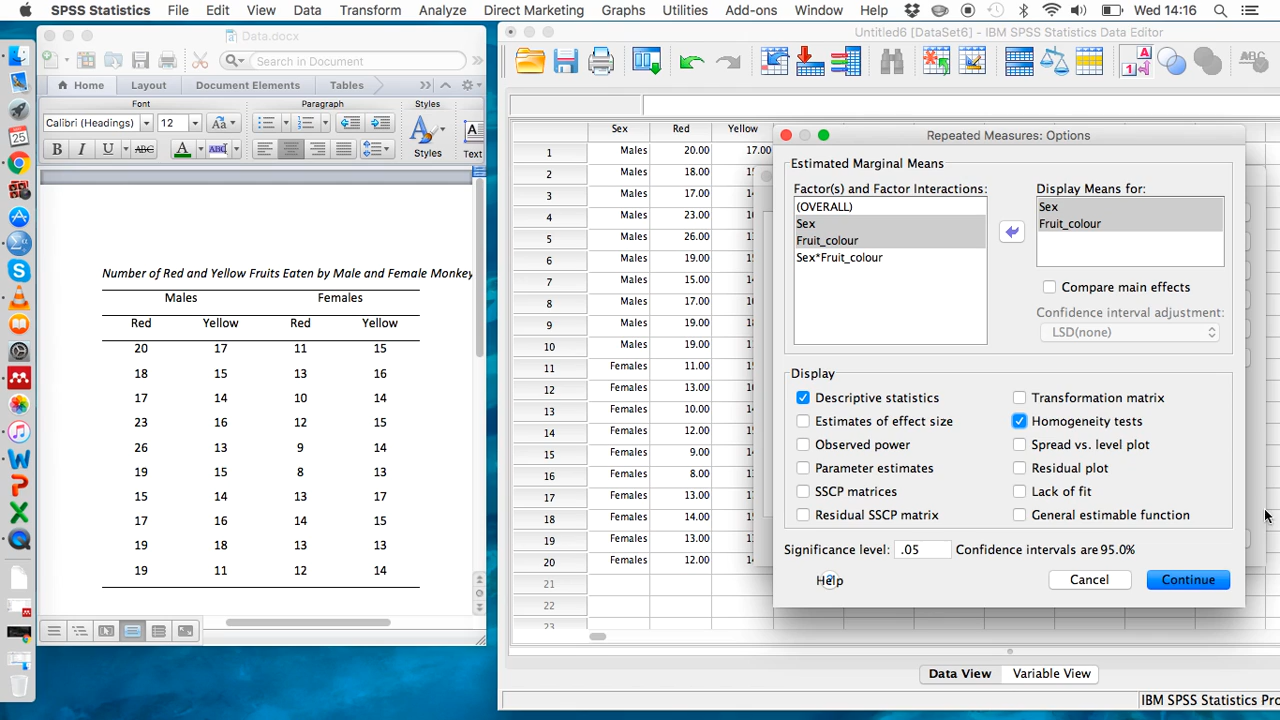 SPSS Statistics File Edit View Data Transform Analyze Direct Marketing Graphs Utilities Add-ons Window Help Wed 14:16
Data.docx
Search in Document
Home Layout Document Elements Tables
Font Paragraph Styles
Calibri (Headings) 12
B I U ABC A ABC Styles Text
Number of Red and Yellow Fruits Eaten by Male and Female Monkey
Males Females
Red Yellow Red Yellow
20 17 11 15
18 15 13 16
17 14 10 14
23 16 12 15
26 13 9 14
19 15 8 13
15 14 13 17
17 16 14 15
19 18 13 13
19 11 12 14
Untitled6 [DataSet6] - IBM SPSS Statistics Data Editor
Sex Red Yellow
1 Males 20.00 17.00
2 Males 18.00
3 Males 17.00
4 Males 23.00
5 Males 26.00
6 Males 19.00
7 Males 15.00
8 Males 17.00
9 Males 19.00
10 Males 19.00
11 Females 11.00
12 Females 13.00
13 Females 10.00
14 Females 12.00
15 Females 9.00
16 Females 8.00
17 Females 13.00
18 Females 14.00
19 Females 13.00
20 Females 12.00
21
22
23
Repeated Measures: Options
Estimated Marginal Means
Factor(s) and Factor Interactions:
(OVERALL)
Sex
Fruit_colour
Sex*Fruit_colour
Display Means for:
Sex
Fruit_colour
Compare main effects
Confidence interval adjustment:
LSD(none)
Display
Descriptive statistics Transformation matrix
Estimates of effect size Homogeneity tests
Observed power Spread vs. level plot
Parameter estimates Residual plot
SSCP matrices Lack of fit
Residual SSCP matrix General estimable function
Significance level: .05 Confidence intervals are 95.0%
Help Cancel Continue
Data View Variable View
IBM SPSS Statistics Pro